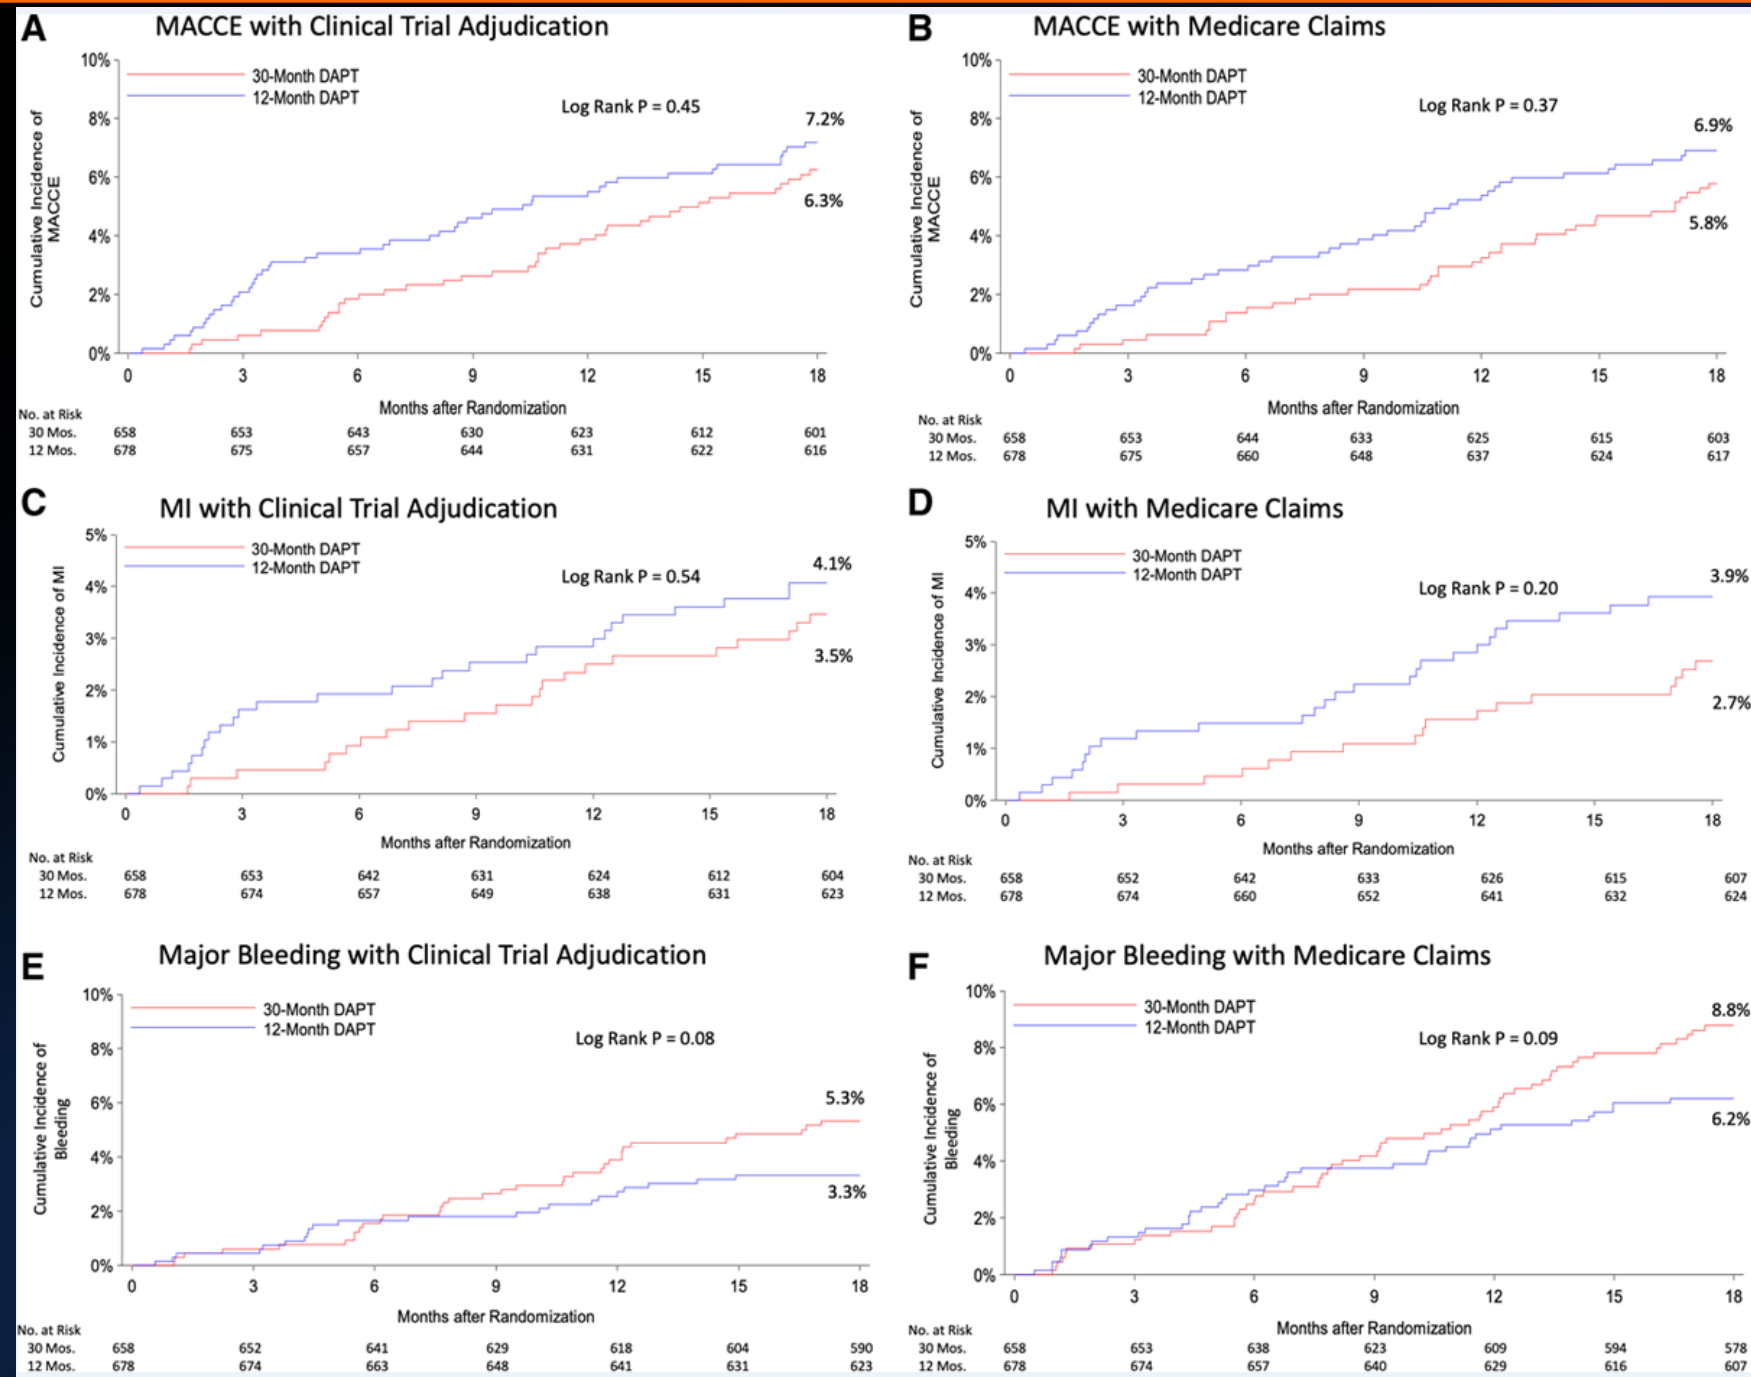 A MACCE with Clinical Trial Adjudication
10%
8%
6%
4%
2%
0%
Cumulative Incidence of
MACCE
30-Month DAPT
12-Month DAPT
Log Rank P = 0.45
7.2%
6.3%
0 3 6 9 12 15 18
Months after Randomization
No. at Risk
30 Mos. 658 653 643 630 623 612 601
12 Mos. 678 675 657 644 631 622 616
B MACCE with Medicare Claims
10%
8%
6%
4%
2%
0%
Cumulative Incidence of
MACCE
30-Month DAPT
12-Month DAPT
Log Rank P = 0.37
6.9%
5.8%
0 3 6 9 12 15 18
Months after Randomization
No. at Risk
30 Mos. 658 653 644 633 625 615 603
12 Mos. 678 675 660 648 637 624 617
C MI with Clinical Trial Adjudication
5%
4%
3%
2%
1%
0%
Cumulative Incidence of MI
30-Month DAPT
12-Month DAPT
Log Rank P = 0.54
4.1%
3.5%
0 3 6 9 12 15 18
Months after Randomization
No. at Risk
30 Mos. 658 653 642 631 624 612 604
12 Mos. 678 674 657 649 638 631 623
D MI with Medicare Claims
5%
4%
3%
2%
1%
0%
Cumulative Incidence of MI
30-Month DAPT
12-Month DAPT
Log Rank P = 0.20
3.9%
2.7%
0 3 6 9 12 15 18
Months after Randomization
No. at Risk
30 Mos. 658 652 642 633 626 615 607
12 Mos. 678 674 660 652 641 632 624
E Major Bleeding with Clinical Trial Adjudication
10%
8%
6%
4%
2%
0%
Cumulative Incidence of
Bleeding
30-Month DAPT
12-Month DAPT
Log Rank P = 0.08
5.3%
3.3%
0 3 6 9 12 15 18
Months after Randomization
No. at Risk
30 Mos. 658 652 641 629 618 604 590
12 Mos. 678 674 663 648 641 631 623
F Major Bleeding with Medicare Claims
10%
8%
6%
4%
2%
0%
Cumulative Incidence of
Bleeding
30-Month DAPT
12-Month DAPT
Log Rank P = 0.09
8.8%
6.2%
0 3 6 9 12 15 18
Months after Randomization
No. at Risk
30 Mos. 658 653 638 623 609 594 578
12 Mos. 678 674 657 640 629 616 607